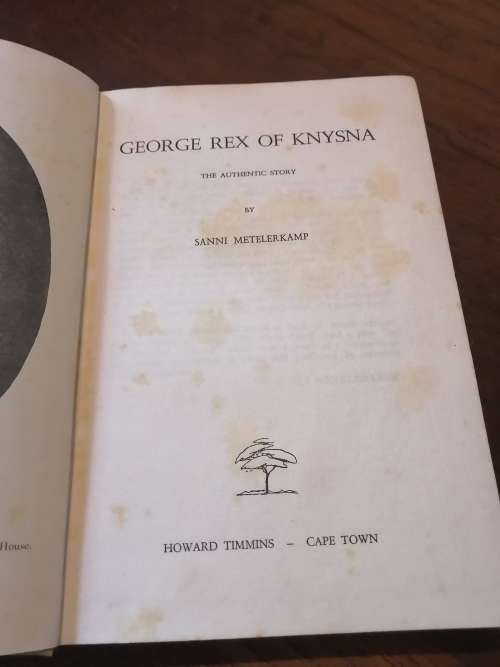 GEORGE REX OF KNYSNA
THE AUTHENTIC STORY
BY
SANNI METELERKAMP
House.
HOWARD TIMMINS – CAPE TOWN